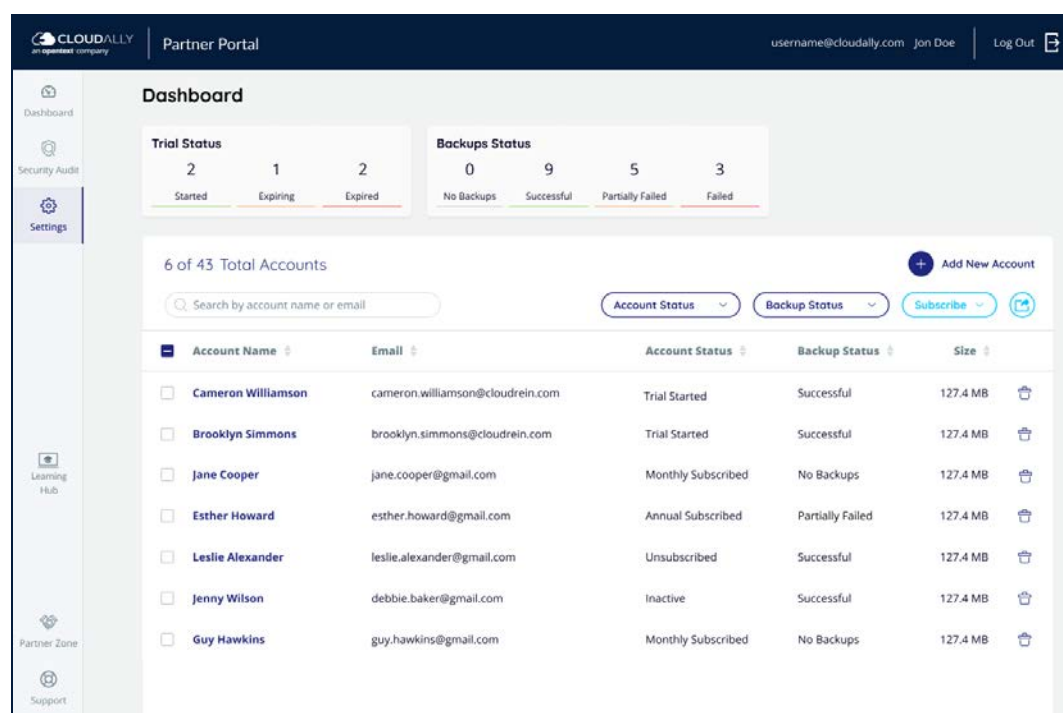 CLOUDALLY
an opentext company
Partner Portal
username@cloudally.com Jon Doe
Log Out
Dashboard
Security Audit
Settings
Learning
Hub
Partner Zone
Support
Dashboard
Trial Status
2 1 2
Started Expiring Expired
Backups Status
0 9 5 3
No Backups Successful Partially Failed Failed
6 of 43 Total Accounts
Add New Account
Search by account name or email
Account Status Backup Status Subscribe
Account Name Email Account Status Backup Status Size
Cameron Williamson cameron.williamson@cloudrein.com Trial Started Successful 127.4 MB
Brooklyn Simmons brooklyn.simmons@cloudrein.com Trial Started Successful 127.4 MB
Jane Cooper jane.cooper@gmail.com Monthly Subscribed No Backups 127.4 MB
Esther Howard esther.howard@gmail.com Annual Subscribed Partially Failed 127.4 MB
Leslie Alexander leslie.alexander@gmail.com Unsubscribed Successful 127.4 MB
Jenny Wilson debbie.baker@gmail.com Inactive Successful 127.4 MB
Guy Hawkins guy.hawkins@gmail.com Monthly Subscribed No Backups 127.4 MB